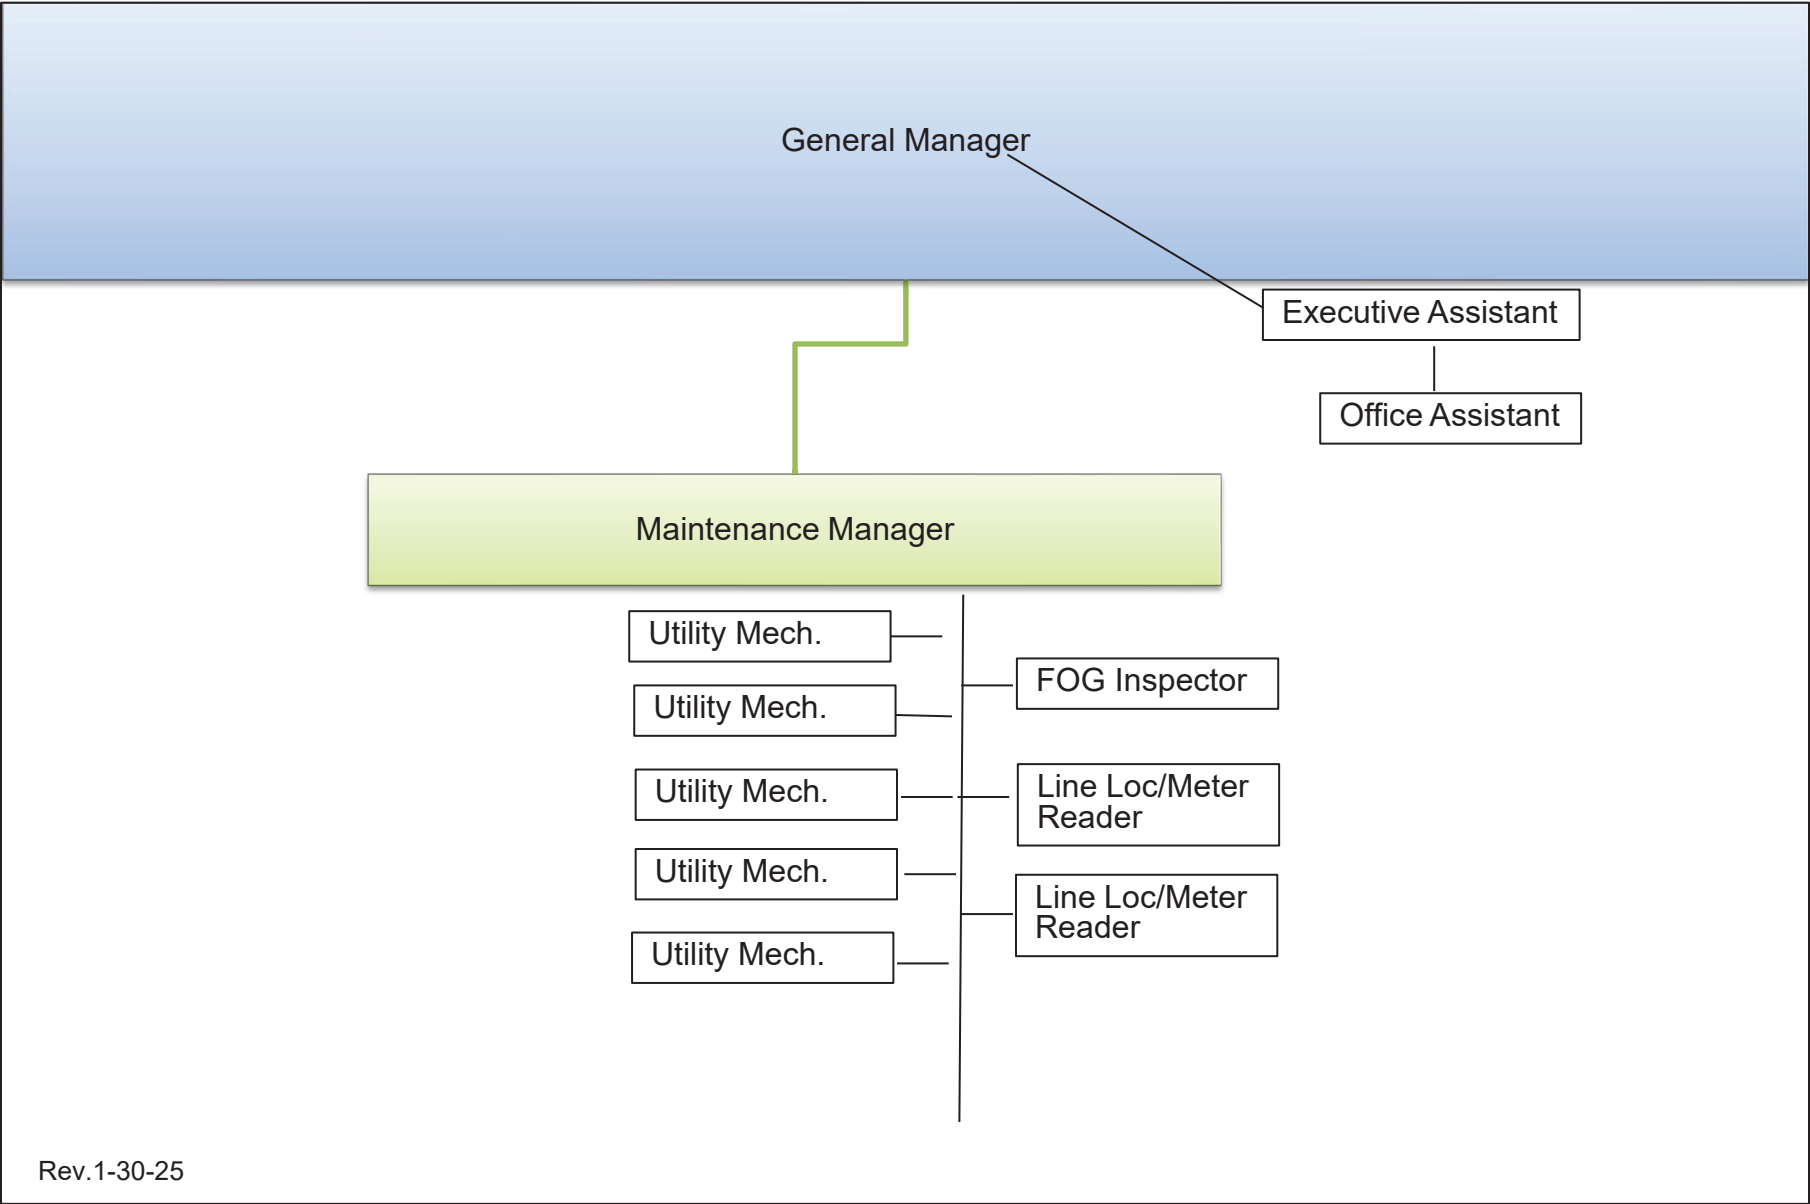 General Manager
Executive Assistant
Office Assistant
Maintenance Manager
Utility Mech.
FOG Inspector
Utility Mech.
Utility Mech.
Line Loc/Meter
Reader
Utility Mech.
Line Loc/Meter
Reader
Utility Mech.
Rev.1-30-25